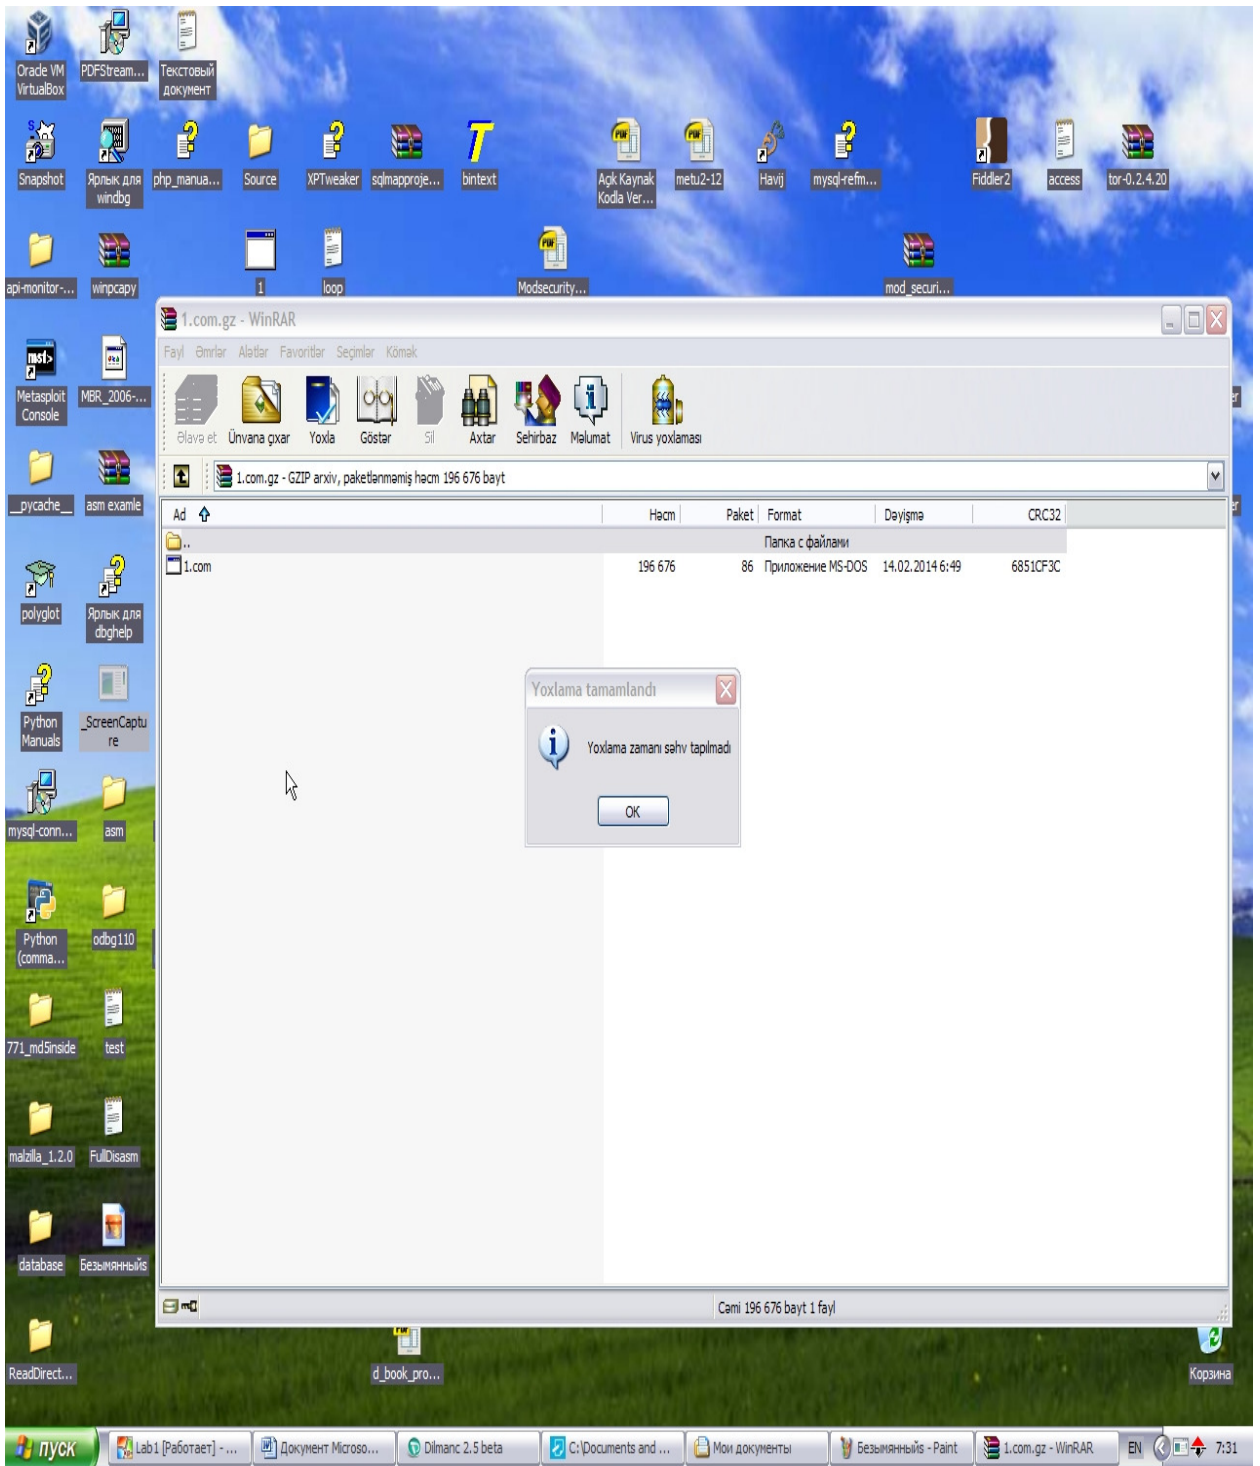 Oracle VM VirtualBox
PDFStream...
Текстовый документ
Snapshot
Ярлык для windbg
php_manua...
Source
XPTweaker
sqlmapproje...
bintext
Açık Kaynak Kodla Ver...
metu2-12
Havij
mysql-refm...
Fiddler2
access
tor-0.2.4.20
api-monitor-...
winpcapy
1
loop
Modsecurity...
mod_securi...
1.com.gz - WinRAR
Fayl Əmrlər Alətlər Favoritlər Seçimlər Kömək
Əlavə et Ünvana çıxar Yoxla Göstər Sil Axtar Sehirbaz Məlumat Virus yoxlaması
1.com.gz - GZIP arxiv, paketlənməmiş həcm 196 676 bayt
Ad Həcm Paket Format Dəyişmə CRC32
.. Папка с файлами
1.com 196 676 86 Приложение MS-DOS 14.02.2014 6:49 6851CF3C
Metasploit Console
MBR_2006-...
__pycache__
asm examle
polyglot
Ярлык для dbghelp
Python Manuals
_ScreenCapture
Yoxlama tamamlandı
Yoxlama zamanı səhv tapılmadı
OK
mysql-conn...
asm
Python (comma...
odbg110
771_md5inside
test
malzilla_1.2.0
FullDisasm
database
Безымянныйs
Cəmi 196 676 bayt 1 fayl
ReadDirect...
d_book_pro...
Корзина
пуск
Lab1 [Работает] - ...
Документ Microso...
Dilmanc 2.5 beta
C:\Documents and ...
Мои документы
Безымянныйs - Paint
1.com.gz - WinRAR
EN
7:31